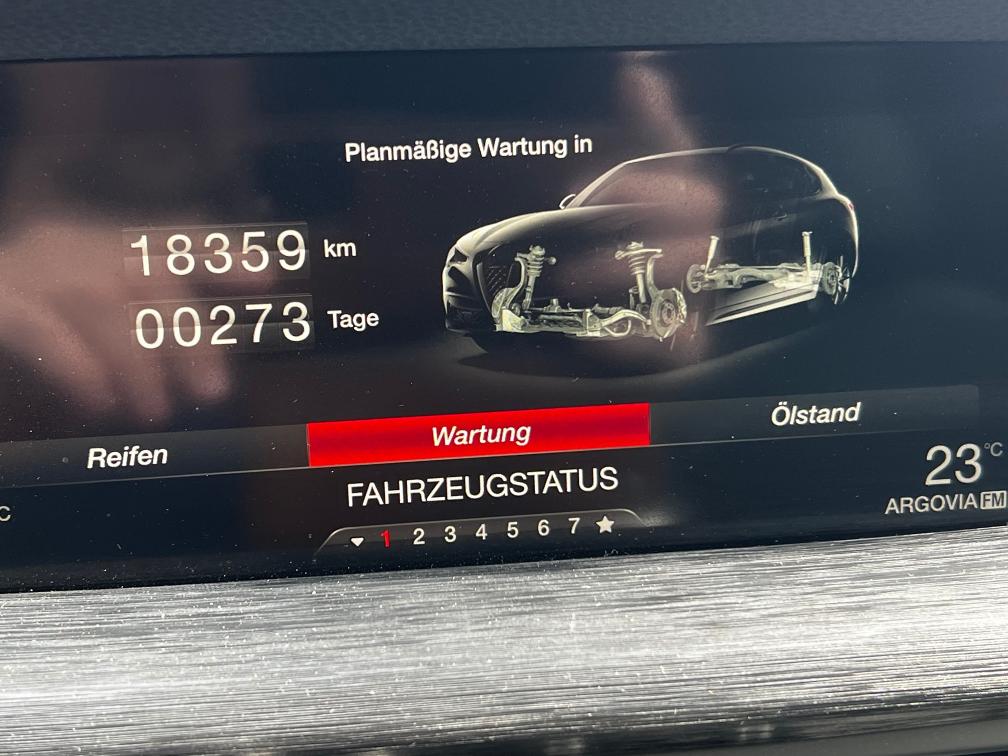 Planmäßige Wartung in
18359 km
00273 Tage
Reifen Wartung Ölstand
FAHRZEUGSTATUS
23°C
C
ARGOVIA FM
1 2 3 4 5 6 7